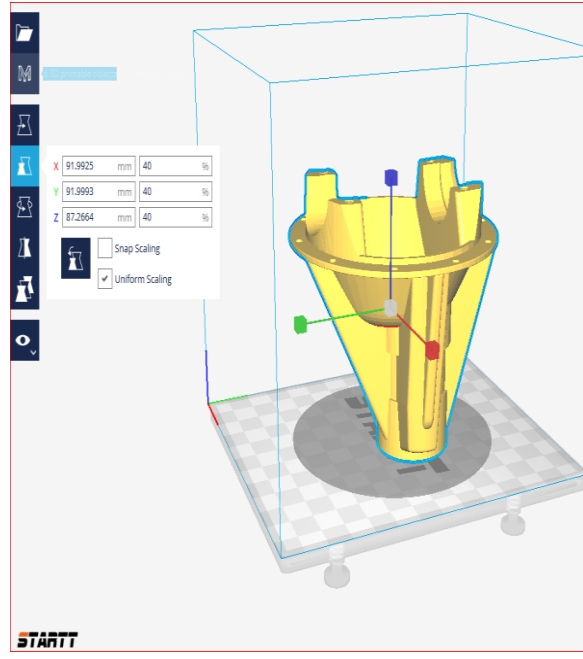 M
X 91.9925 mm 40 %
Y 91.9993 mm 40 %
Z 87.2664 mm 40 %
Snap Scaling
Uniform Scaling
STARTT